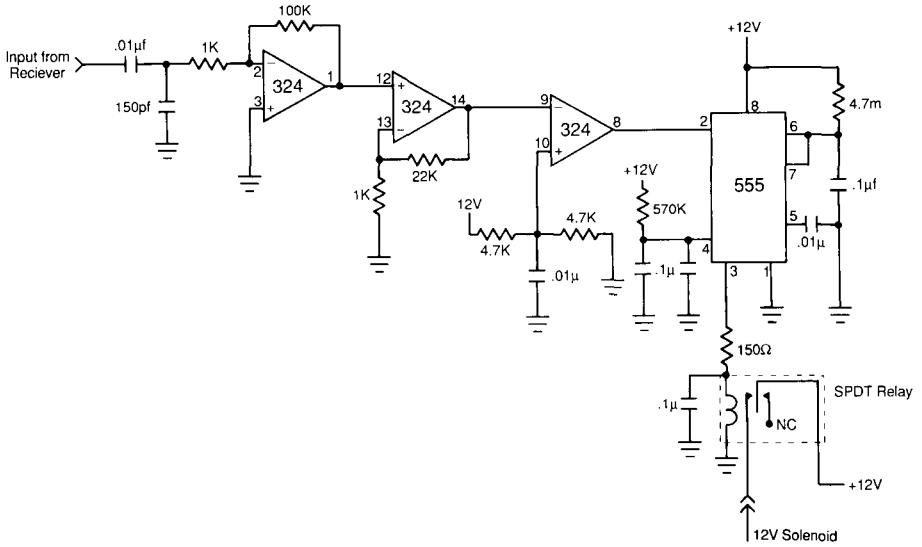 Input from
Reciever
.01µf
150pf
1K
100K
2
−
3
+
324
1
12
+
13
−
324
14
1K
22K
9
−
10
+
324
8
12V
4.7K
4.7K
.01µ
+12V
570K
.1µ
+12V
8
4.7m
2
6
7
555
5
.01µ
.1µf
4
3
1
150Ω
.1µ
SPDT Relay
NC
+12V
12V Solenoid